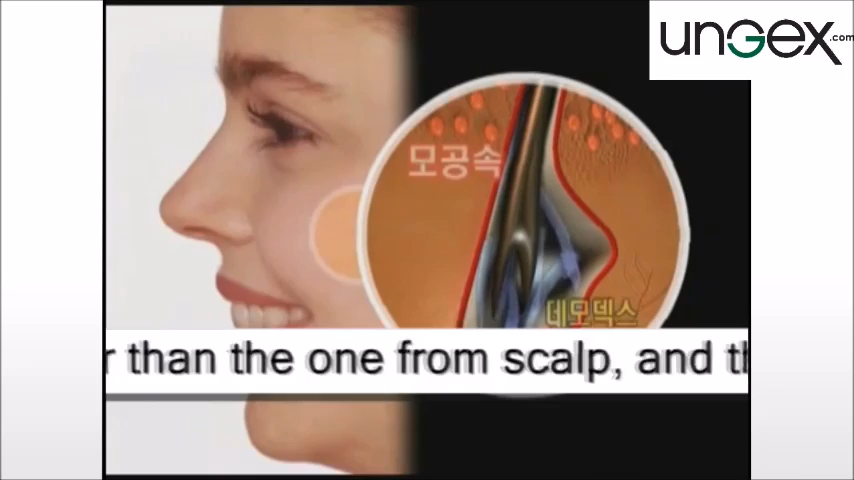 ungex.com
모공속
데모덱스
r than the one from scalp, and th